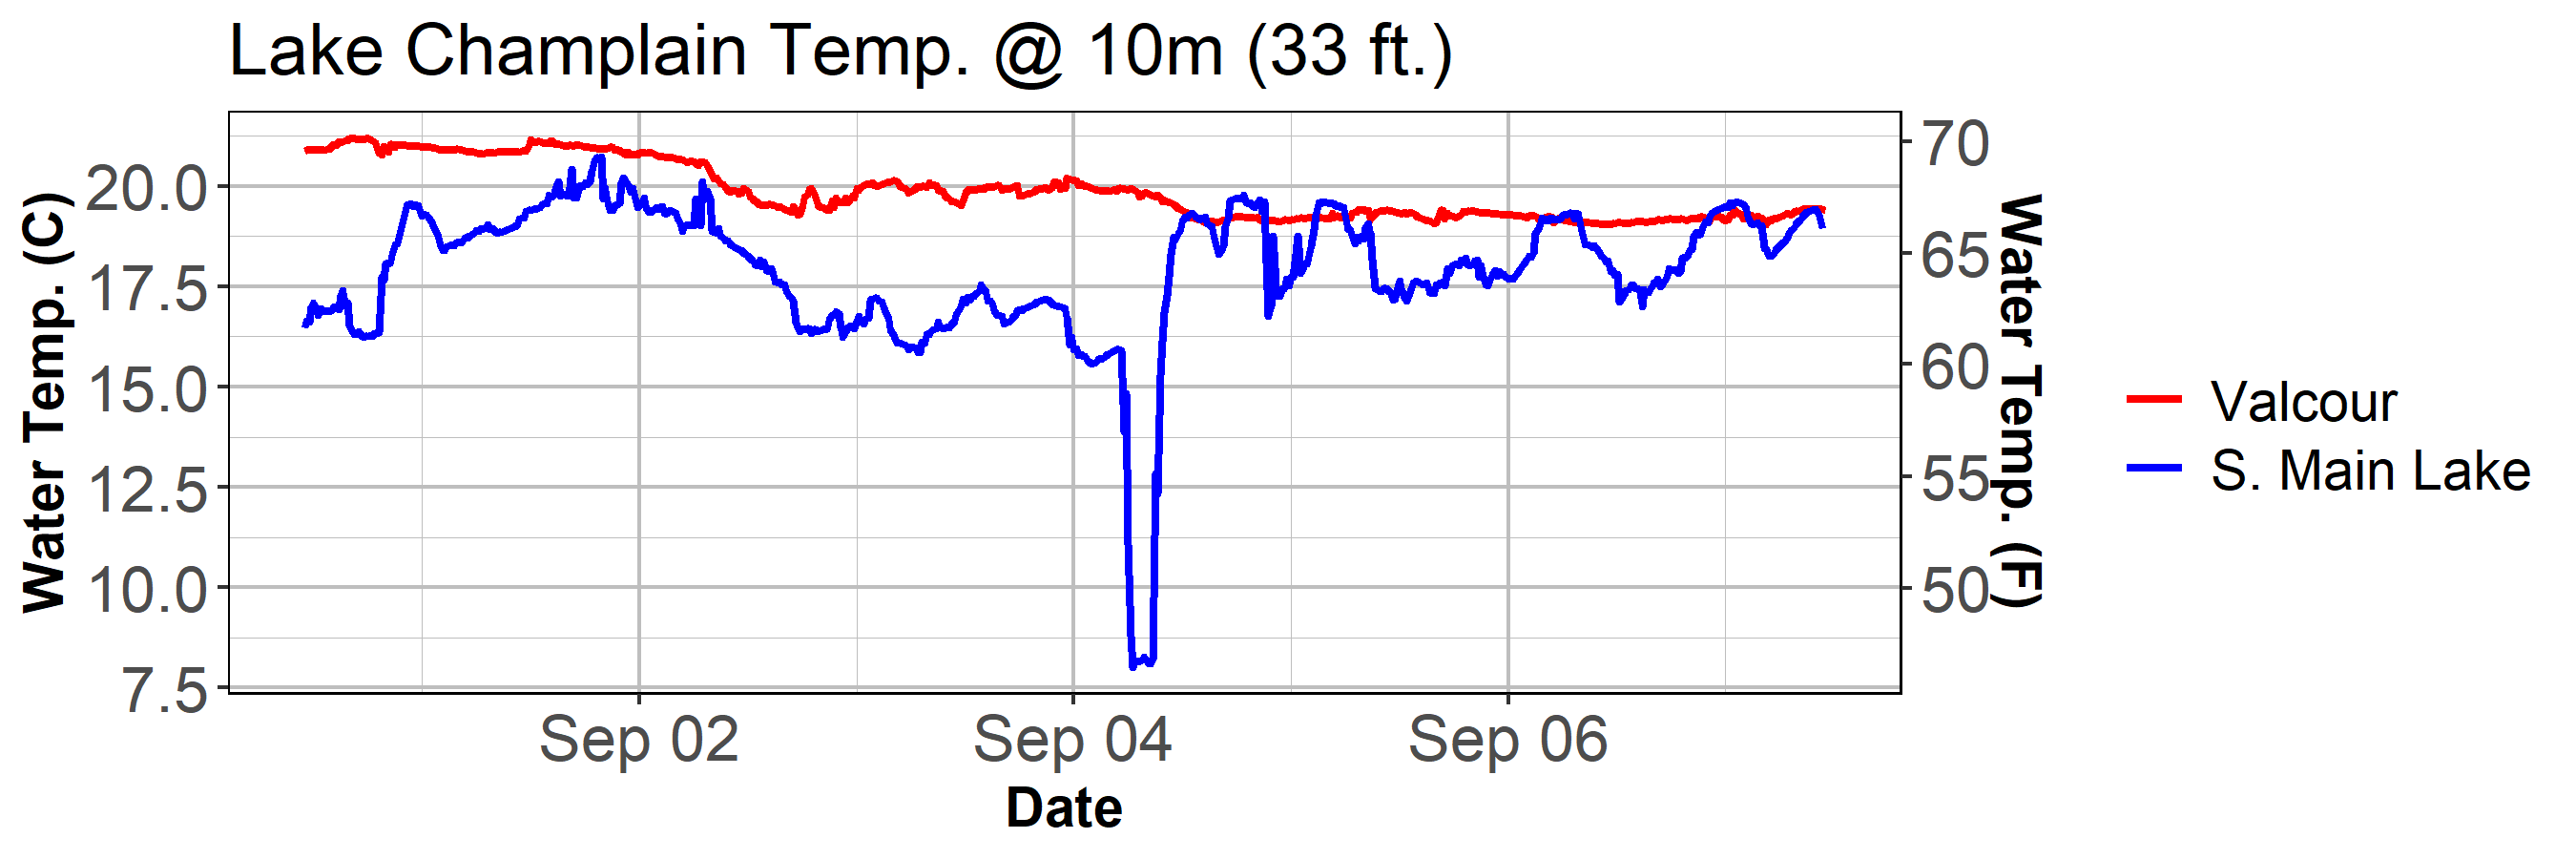 Lake Champlain Temp. @ 10m (33 ft.)
Water Temp. (C)
20.0
17.5
15.0
12.5
10.0
7.5
70
65
60
55
50
Water Temp. (F)
Sep 02
Sep 04
Sep 06
Date
Valcour
S. Main Lake